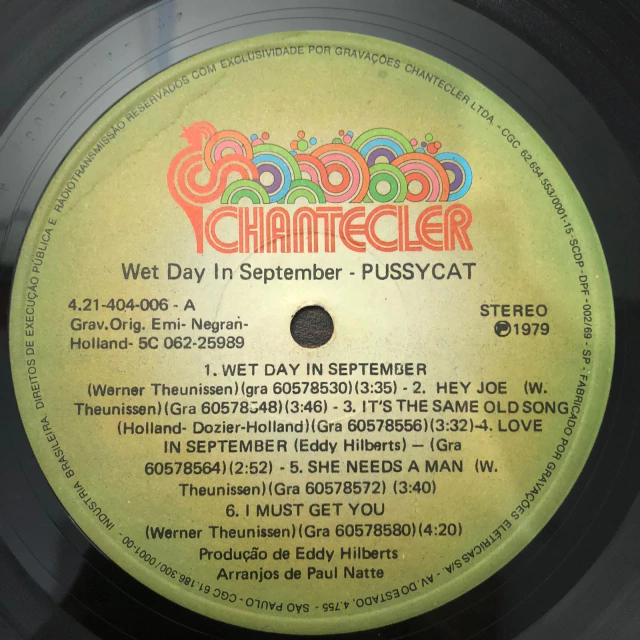 RADIOTRANSMISSÃO RESERVADOS COM EXCLUSIVIDADE POR GRAVAÇÕES CHANTECLER LTDA. - CGC 62.654.553/0001-15 - SCDP - DPF - 002/69 - SP - FABRICADO POR GRAVAÇÕES ELÉTRICAS S/A - AV. DO ESTADO, 4.755 - SÃO PAULO - CGC 61.186.300/0001-00 - INDUSTRIA BRASILEIRA DIREITOS DE EXECUÇÃO PÚBLICA E
CHANTECLER
Wet Day In September - PUSSYCAT
4.21-404-006 - A
Grav.Orig. Emi- Negran-
Holland- 5C 062-25989
STEREO
Ⓟ1979
1. WET DAY IN SEPTEMBER
(Werner Theunissen)(gra 60578530)(3:35) - 2. HEY JOE (W.
Theunissen)(Gra 60578548)(3:46) - 3. IT'S THE SAME OLD SONG
(Holland- Dozier-Holland)(Gra 60578556)(3:32)-4. LOVE
IN SEPTEMBER (Eddy Hilberts) — (Gra
60578564)(2:52) - 5. SHE NEEDS A MAN (W.
Theunissen)(Gra 60578572) (3:40)
6. I MUST GET YOU
(Werner Theunissen)(Gra 60578580)(4:20)
Produção de Eddy Hilberts
Arranjos de Paul Natte